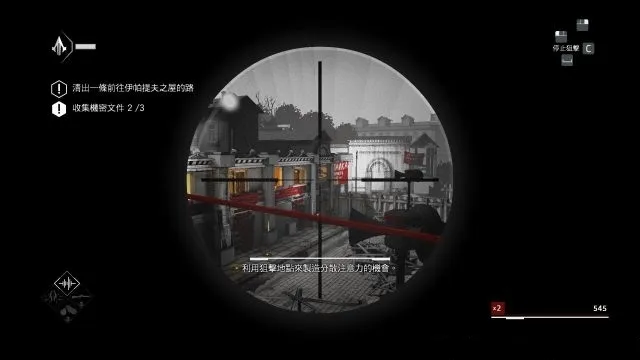 停止狙擊 C
清出一條前往伊帕提夫之屋的路
收集機密文件 2 /3
利用狙擊地點來製造分散注意力的機會。
×2
545